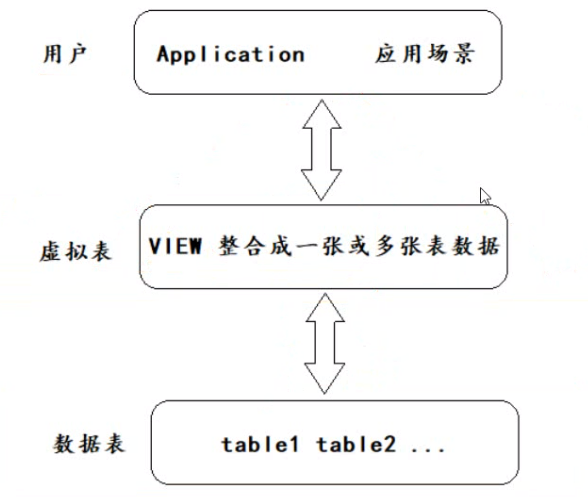 用户 Application 应用场景
虚拟表 VIEW 整合成一张或多张表数据
数据表 table1 table2 ...